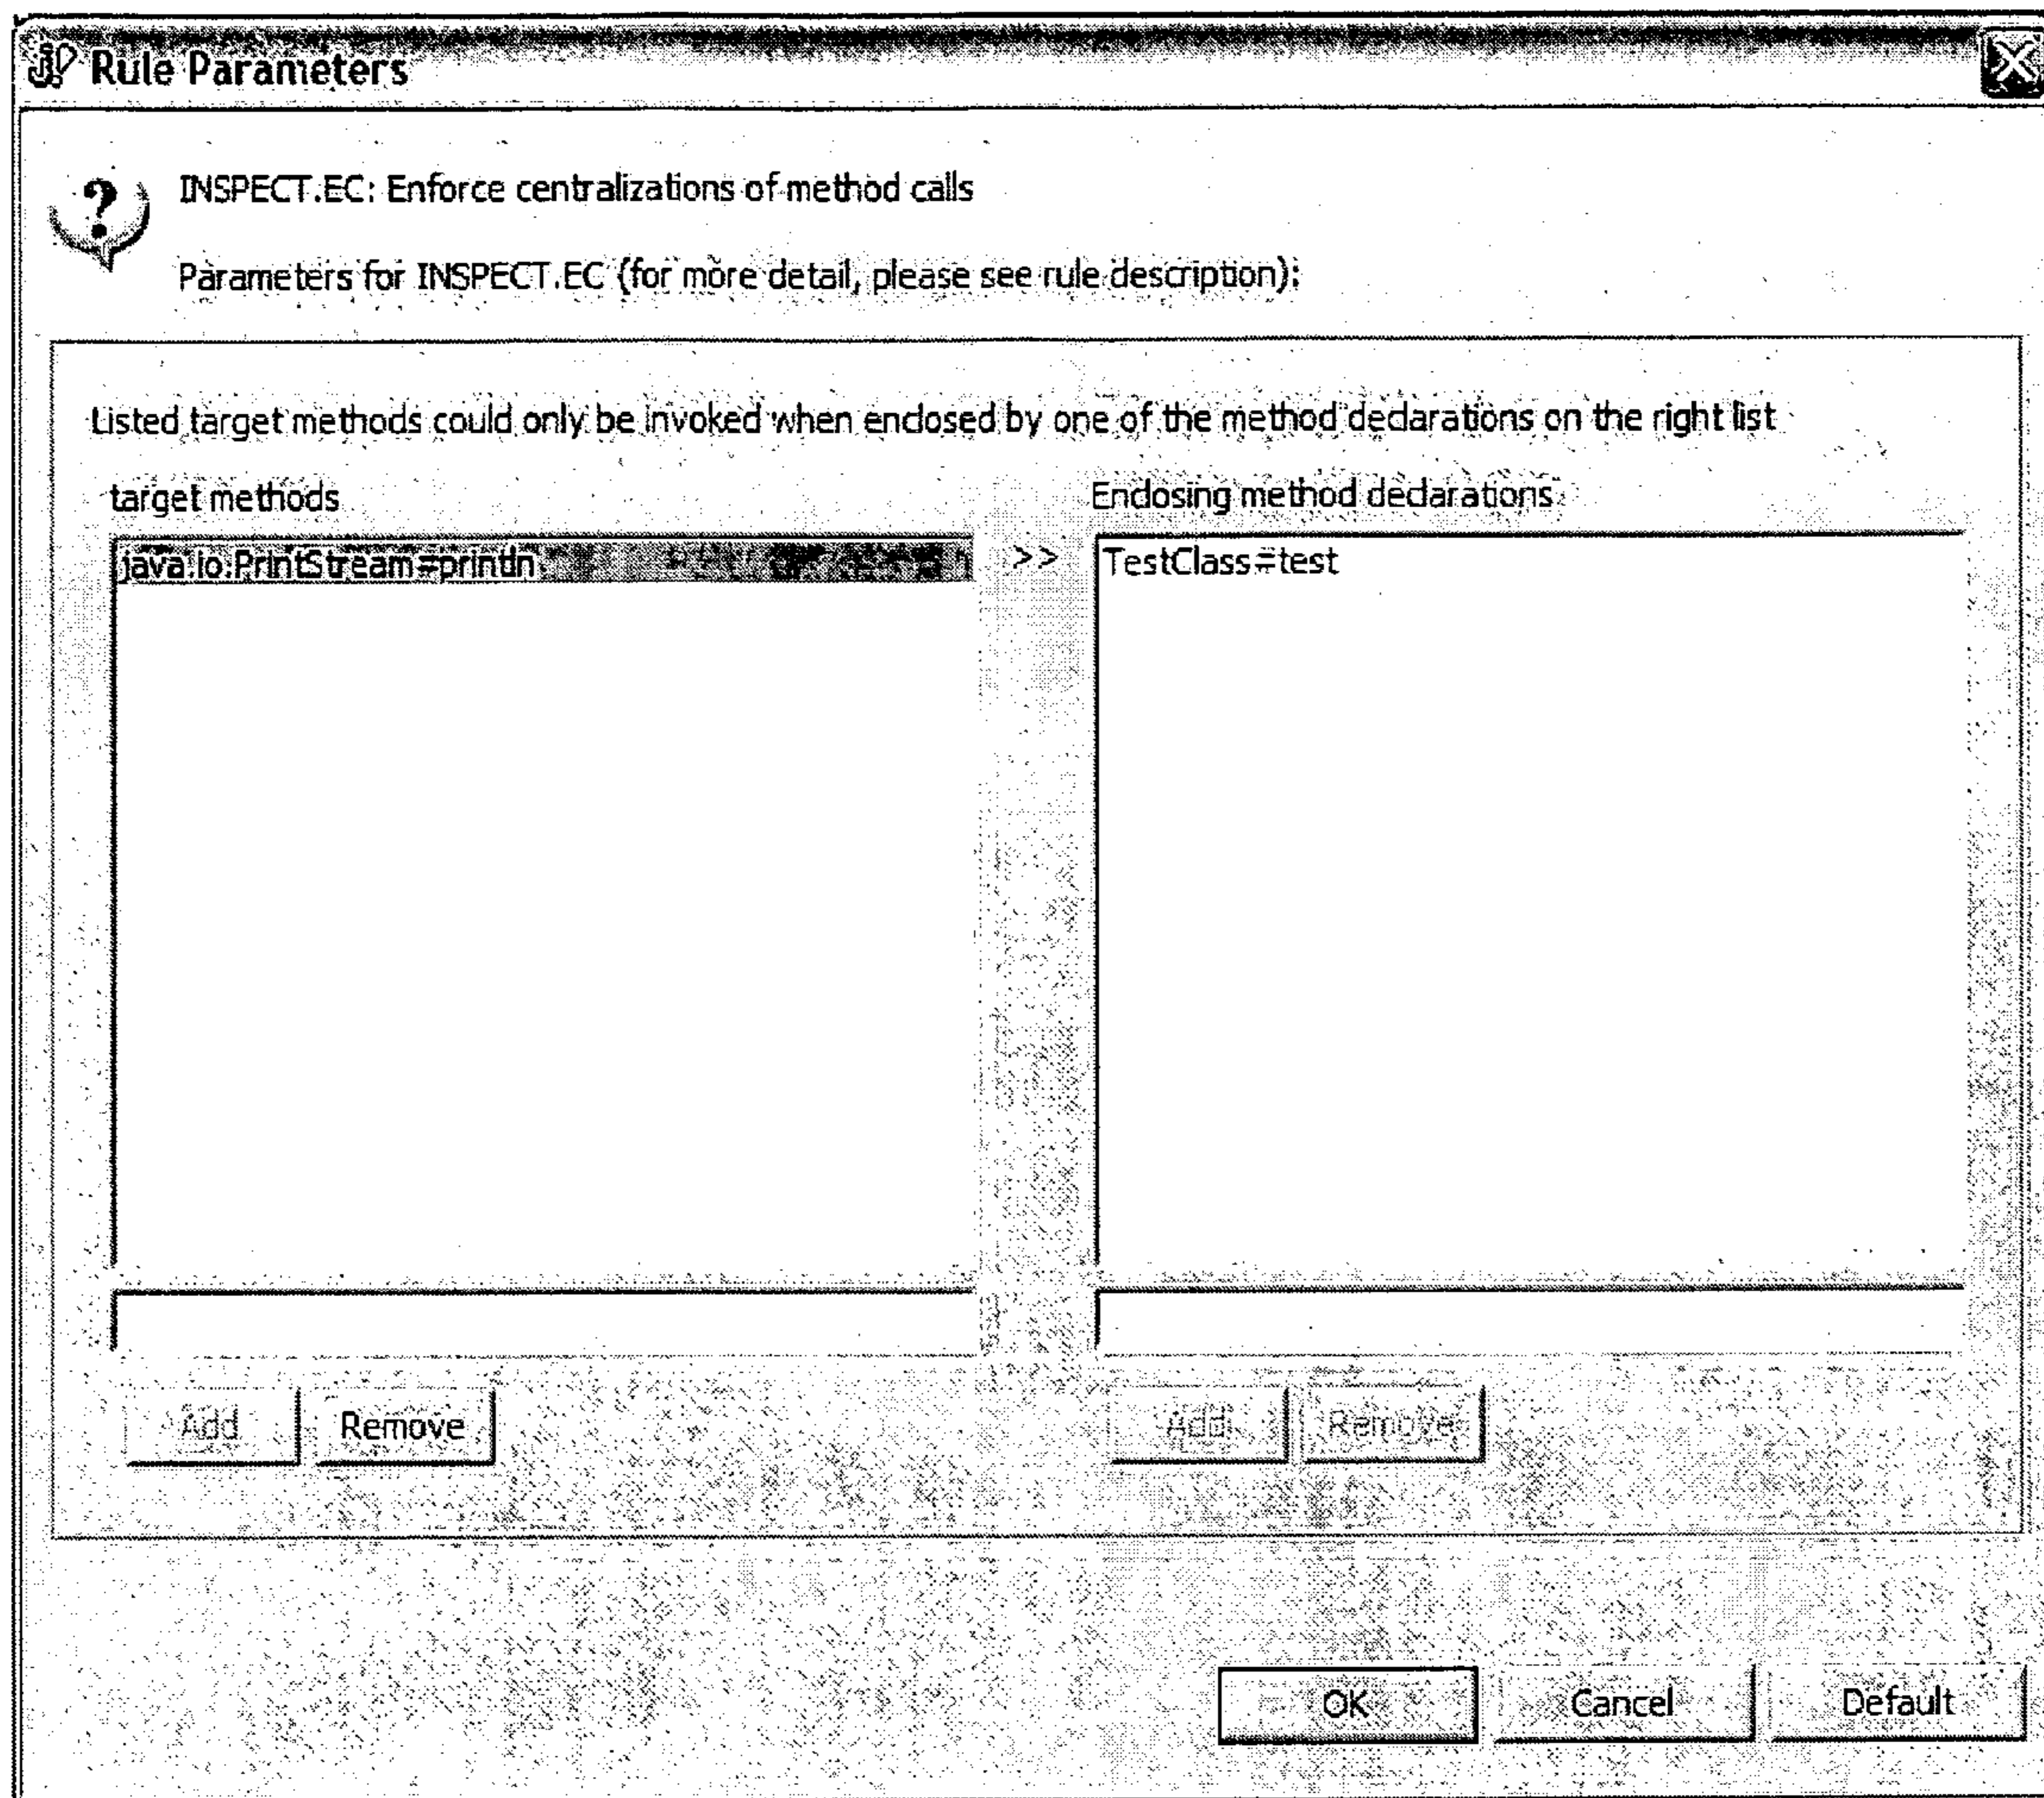 Rule Parameters
INSPECT.EC: Enforce centralizations of method calls
Parameters for INSPECT.EC (for more detail, please see rule description):
Listed target methods could only be invoked when enclosed by one of the method declarations on the right list
target methods
Enclosing method declarations
java.io.PrintStream=println
>>
TestClass=test
Add Remove
Add Remove
OK Cancel Default